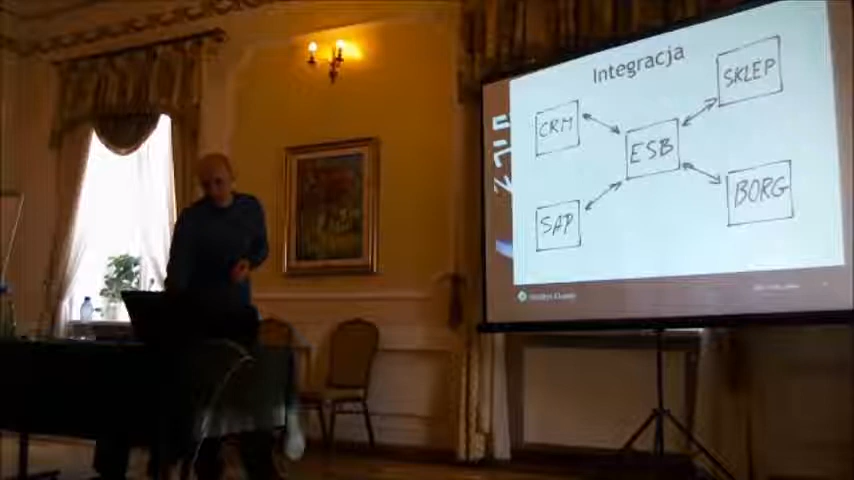 Integracja
CRM
SKLEP
ESB
SAP
BORG